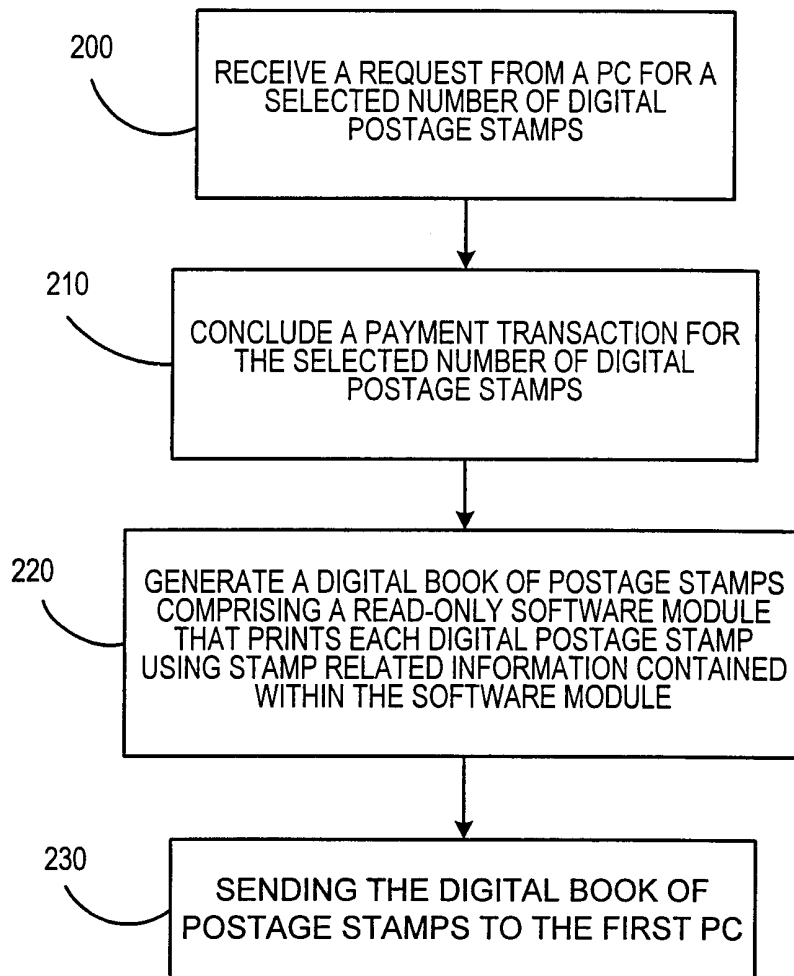 200
RECEIVE A REQUEST FROM A PC FOR A
SELECTED NUMBER OF DIGITAL
POSTAGE STAMPS
210
CONCLUDE A PAYMENT TRANSACTION FOR
THE SELECTED NUMBER OF DIGITAL
POSTAGE STAMPS
220
GENERATE A DIGITAL BOOK OF POSTAGE STAMPS
COMPRISING A READ-ONLY SOFTWARE MODULE
THAT PRINTS EACH DIGITAL POSTAGE STAMP
USING STAMP RELATED INFORMATION CONTAINED
WITHIN THE SOFTWARE MODULE
230
SENDING THE DIGITAL BOOK OF
POSTAGE STAMPS TO THE FIRST PC